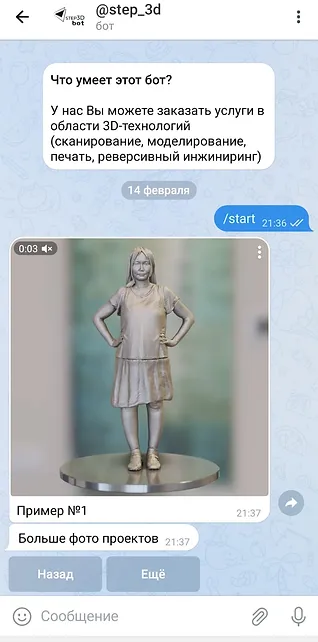 @step_3d
STEP3D
bot
бот
Что умеет этот бот?
У нас Вы можете заказать услуги в
области 3D-технологий
(сканирование, моделирование,
печать, реверсивный инжиниринг)
14 февраля
/start 21:36
0:03
Пример №1
21:37
Больше фото проектов 21:37
Назад
Ещё
Сообщение